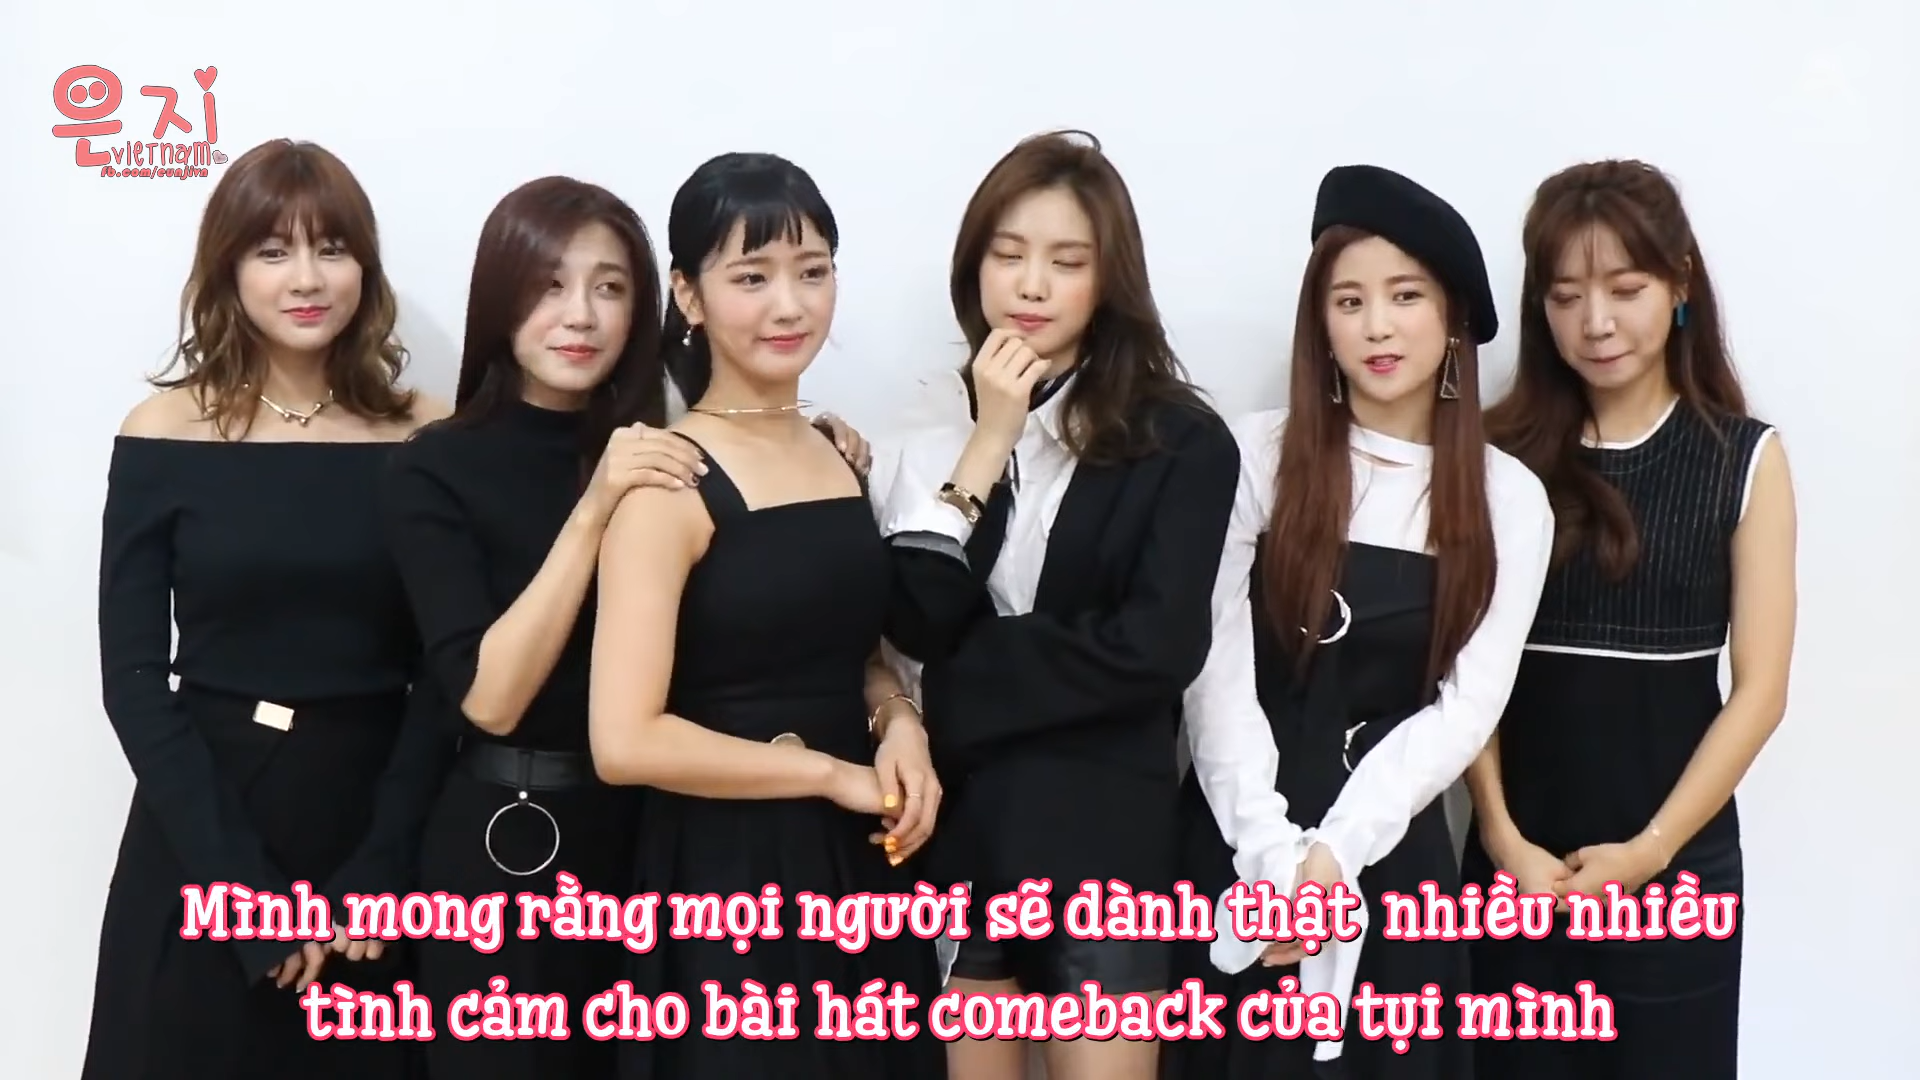 은지
VIETNAM
fb.com/eunjivn
Mình mong rằng mọi người sẽ dành thật nhiều nhiều
tình cảm cho bài hát comeback của tụi mình